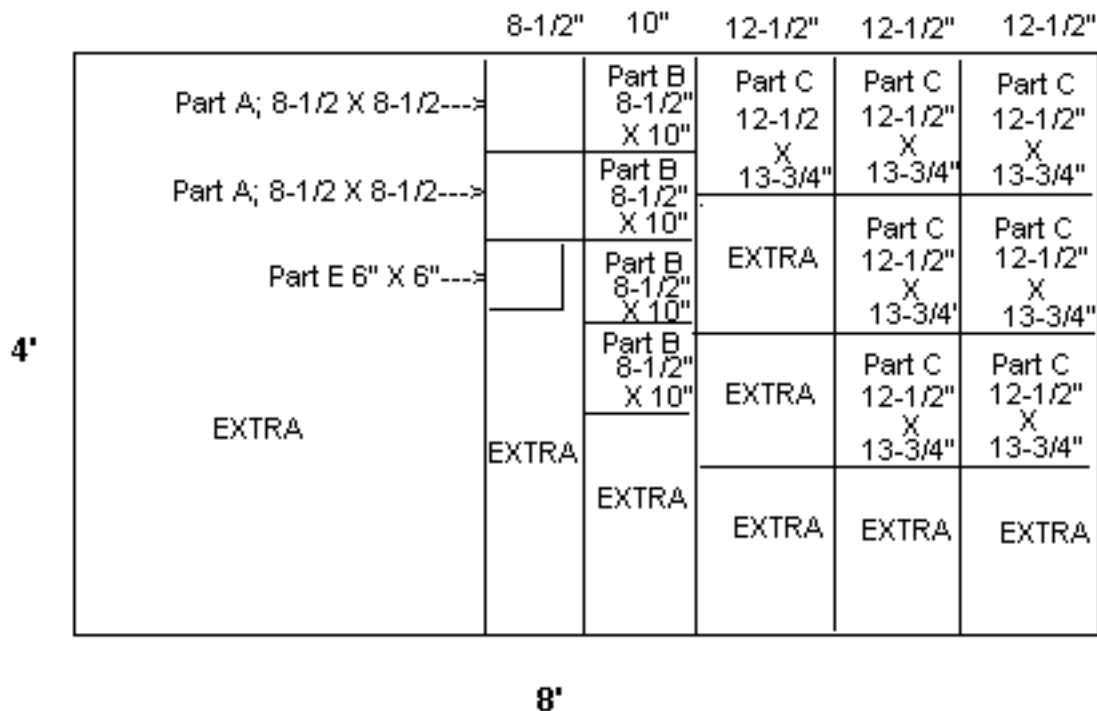 8-1/2"
10"
12-1/2"
12-1/2"
12-1/2"
Part A; 8-1/2 X 8-1/2--->
Part A; 8-1/2 X 8-1/2--->
Part E 6" X 6"--->
4'
EXTRA
EXTRA
Part B
8-1/2"
X 10"
Part B
8-1/2"
X 10"
Part B
8-1/2"
X 10"
Part B
8-1/2"
X 10"
EXTRA
Part C
12-1/2
X
13-3/4"
EXTRA
EXTRA
EXTRA
Part C
12-1/2"
X
13-3/4"
Part C
12-1/2"
X
13-3/4'
Part C
12-1/2"
X
13-3/4"
EXTRA
Part C
12-1/2"
X
13-3/4"
Part C
12-1/2"
X
13-3/4"
Part C
12-1/2"
X
13-3/4"
EXTRA
8'